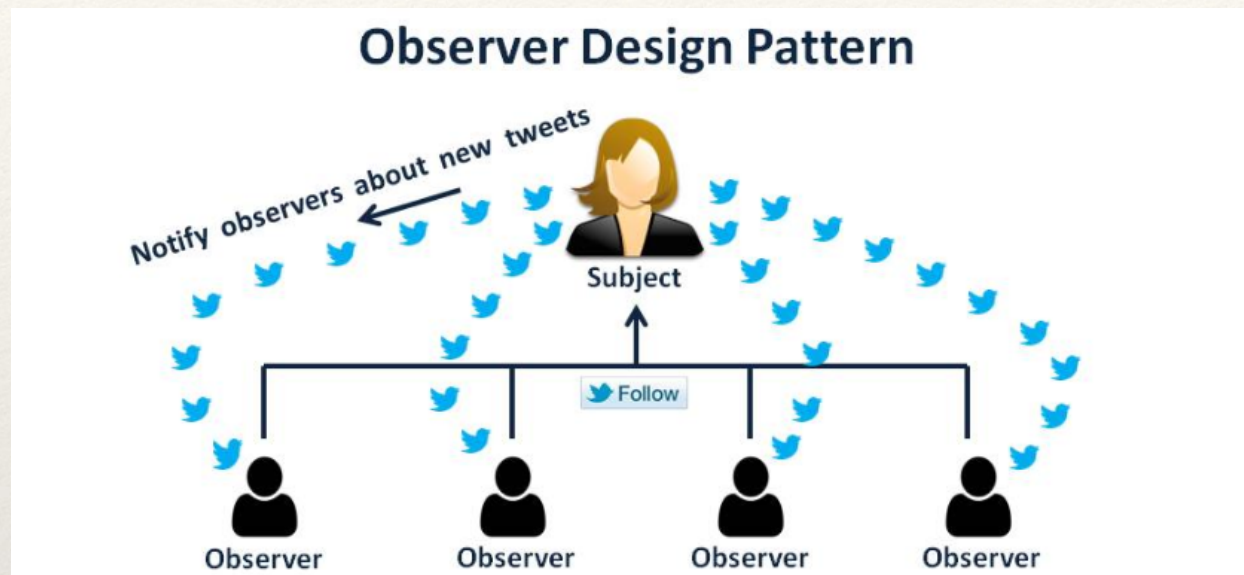 Observer Design Pattern
Notify observers about new tweets
Subject
Follow
Observer
Observer
Observer
Observer